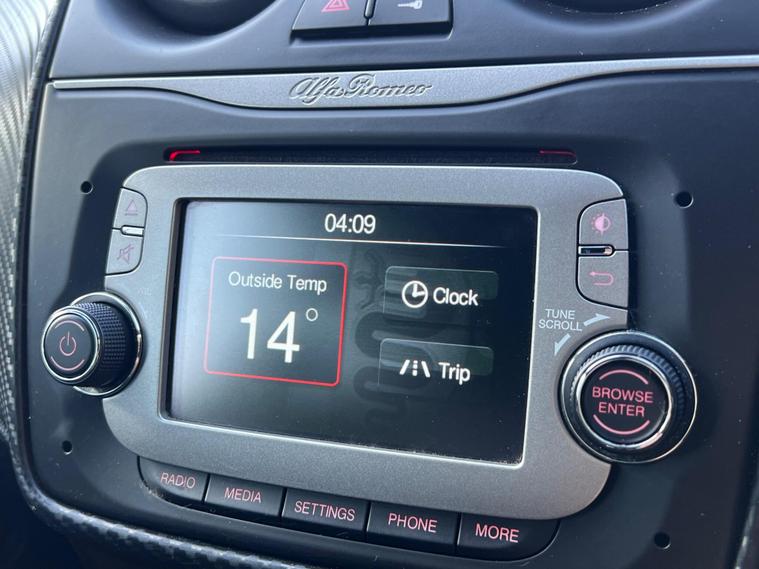 Alfa Romeo
04:09
Outside Temp
14°
Clock
Trip
TUNE
SCROLL
BROWSE
ENTER
RADIO
MEDIA
SETTINGS
PHONE
MORE